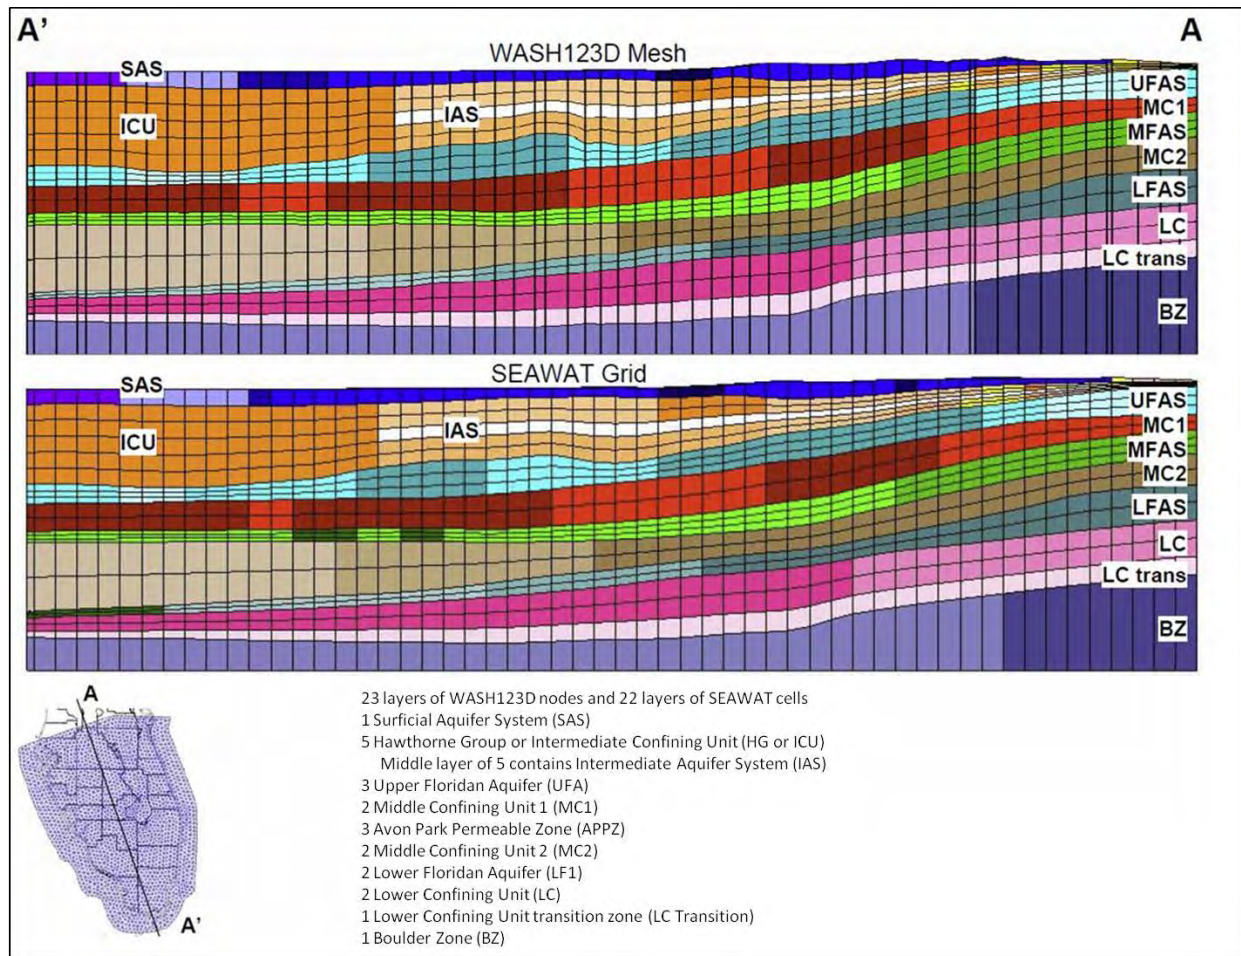 A' A
WASH123D Mesh
SAS
UFAS
ICU
IAS
MC1
MFAS
MC2
LFAS
LC
LC trans
BZ
SEAWAT Grid
SAS
UFAS
ICU
IAS
MC1
MFAS
MC2
LFAS
LC
LC trans
BZ
A
A'
23 layers of WASH123D nodes and 22 layers of SEAWAT cells
1 Surficial Aquifer System (SAS)
5 Hawthorne Group or Intermediate Confining Unit (HG or ICU)
Middle layer of 5 contains Intermediate Aquifer System (IAS)
3 Upper Floridan Aquifer (UFA)
2 Middle Confining Unit 1 (MC1)
3 Avon Park Permeable Zone (APPZ)
2 Middle Confining Unit 2 (MC2)
2 Lower Floridan Aquifer (LF1)
2 Lower Confining Unit (LC)
1 Lower Confining Unit transition zone (LC Transition)
1 Boulder Zone (BZ)